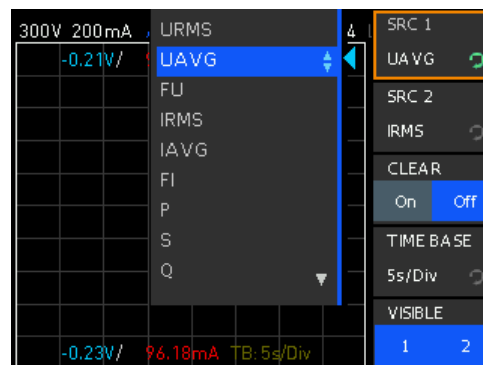 300V 200mA
4
-0.21V/
URMS
UAVG
FU
IRMS
IAVG
FI
P
S
Q
-0.23V/ 96.18mA TB:5s/Div
SRC 1
UAVG
SRC 2
IRMS
CLEAR
On Off
TIME BASE
5s/Div
VISIBLE
1 2